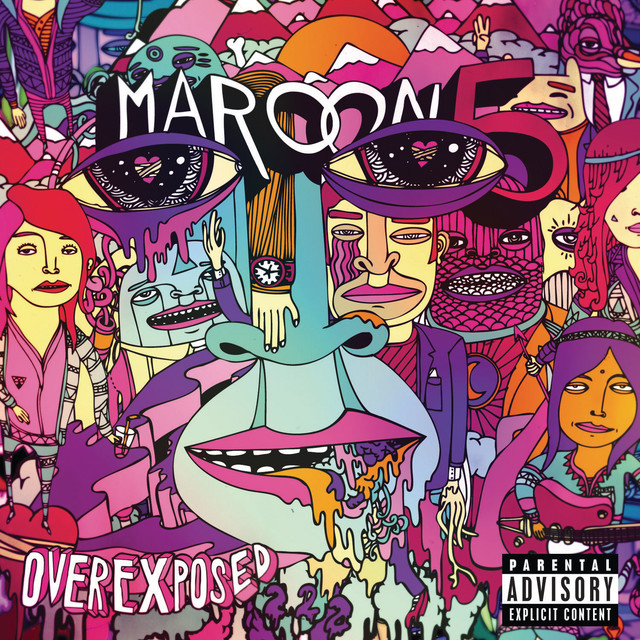 MAROON 5
OVEREXPOSED
PARENTAL
ADVISORY
EXPLICIT CONTENT